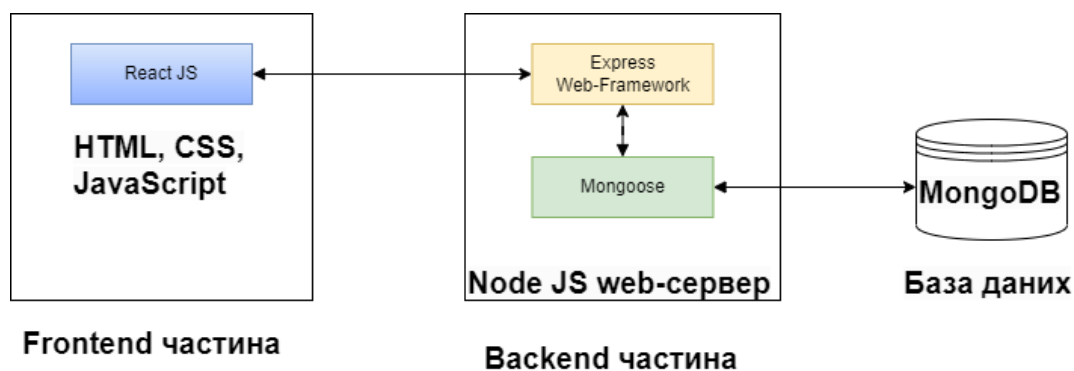 React JS
HTML, CSS,
JavaScript
Frontend частина
Express
Web-Framework
Mongoose
Node JS web-сервер
Backend частина
MongoDB
База даних